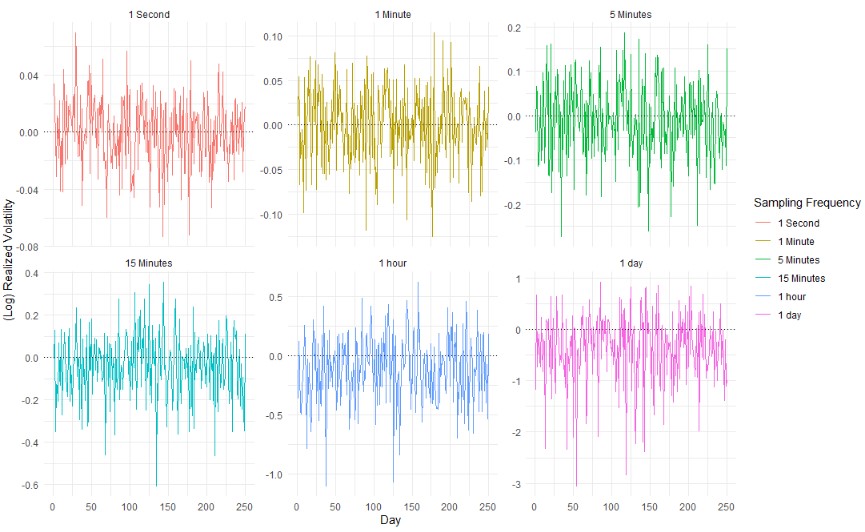 1 Second
1 Minute
5 Minutes
0.04
0.00
-0.04
-0.08
0.10
0.05
0.00
-0.05
-0.10
0.2
0.1
0.0
-0.1
-0.2
15 Minutes
1 hour
1 day
0.4
0.2
0.0
-0.2
-0.4
-0.6
0.5
0.0
-0.5
-1.0
1
0
-1
-2
-3
0 50 100 150 200 250
0 50 100 150 200 250
0 50 100 150 200 250
Day
(Log) Realized Volatility
Sampling Frequency
1 Second
1 Minute
5 Minutes
15 Minutes
1 hour
1 day